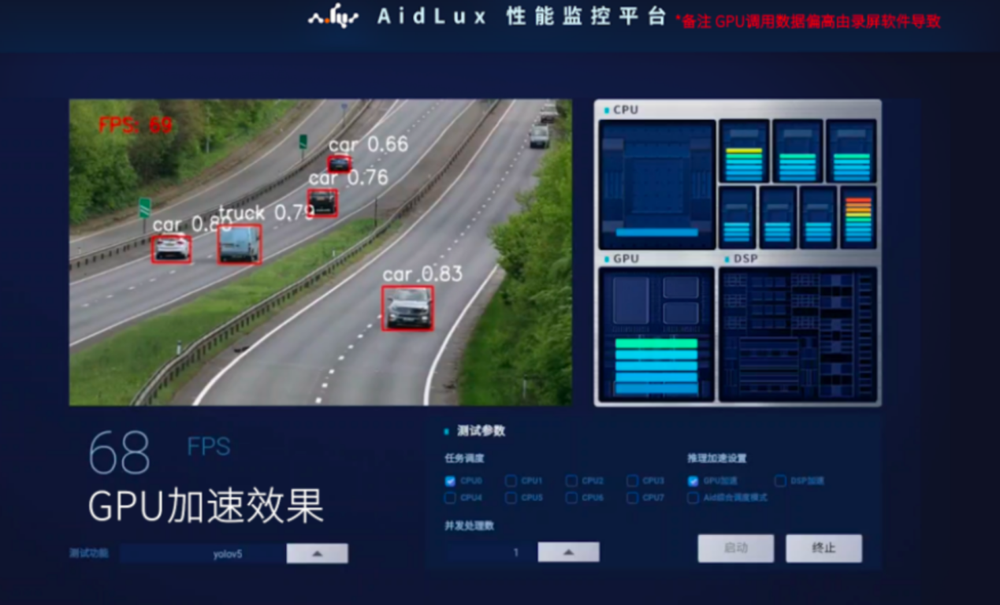 AidLux 性能监控平台
*备注 GPU调用数据偏高由录屏软件导致
FPS: 69
car 0.66
car 0.76
truck 0.79
car 0.80
car 0.83
CPU
GPU
DSP
68 FPS
GPU加速效果
测试功能 yolov5
测试参数
任务调度
CPU0 CPU1 CPU2 CPU3
CPU4 CPU5 CPU6 CPU7
推理加速设置
GPU加速 DSP加速
Aid综合调度模式
并发处理数
1
启动 终止